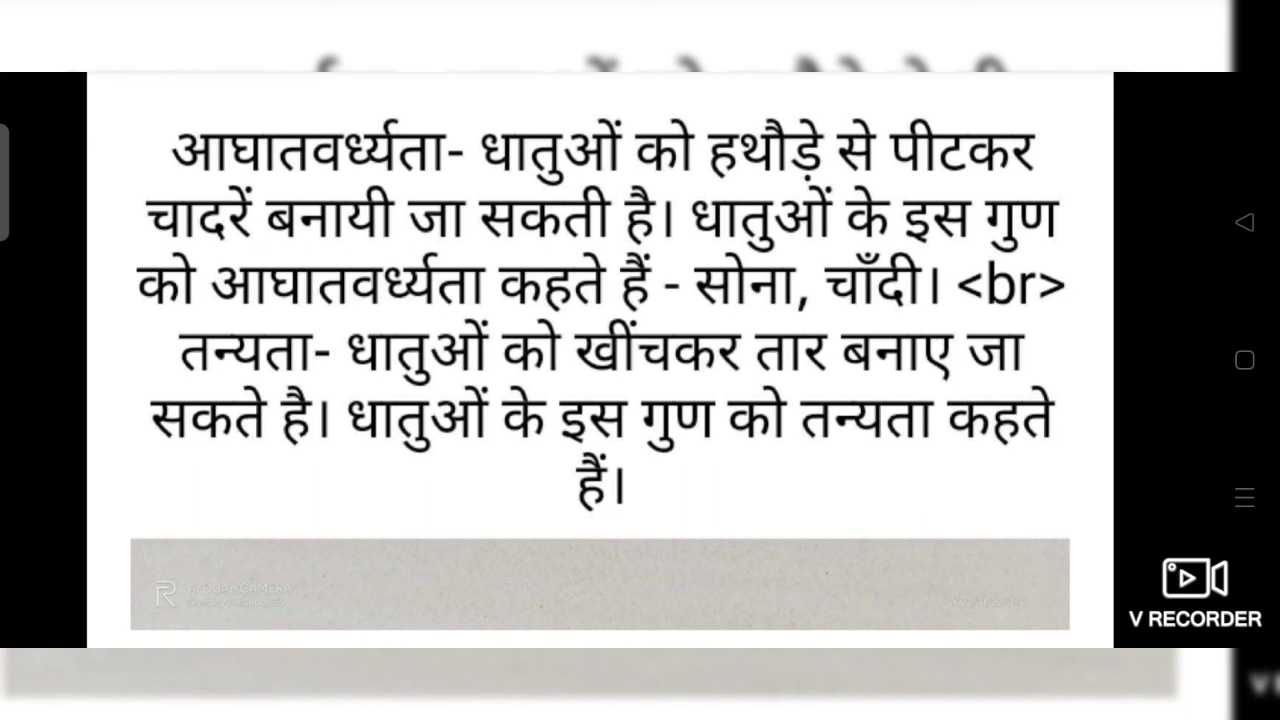 आघातवर्ध्यता- धातुओं को हथौड़े से पीटकर
चादरें बनायी जा सकती है। धातुओं के इस गुण
को आघातवर्ध्यता कहते हैं - सोना, चाँदी। <br>
तन्यता- धातुओं को खींचकर तार बनाए जा
सकते है। धातुओं के इस गुण को तन्यता कहते
हैं।
V RECORDER